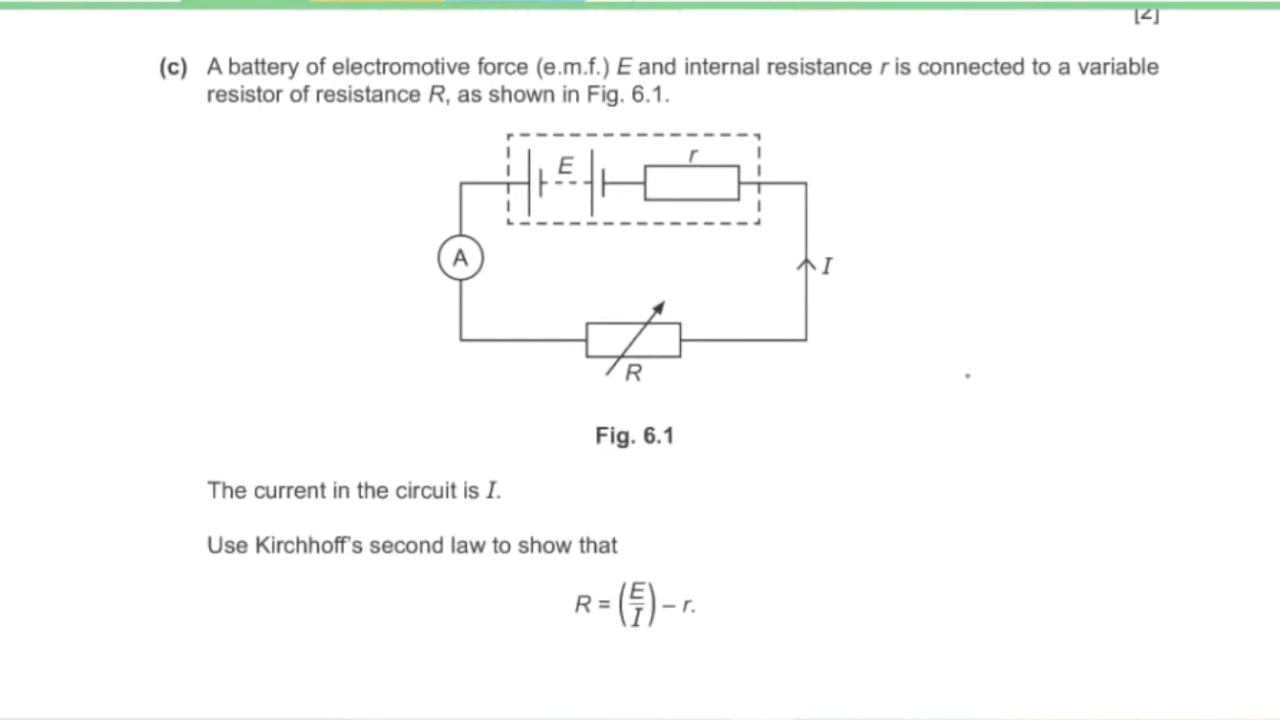 [2]
(c) A battery of electromotive force (e.m.f.) E and internal resistance r is connected to a variable
resistor of resistance R, as shown in Fig. 6.1.
E
r
A
I
R
Fig. 6.1
The current in the circuit is I.
Use Kirchhoff's second law to show that
R = (E/I) – r.